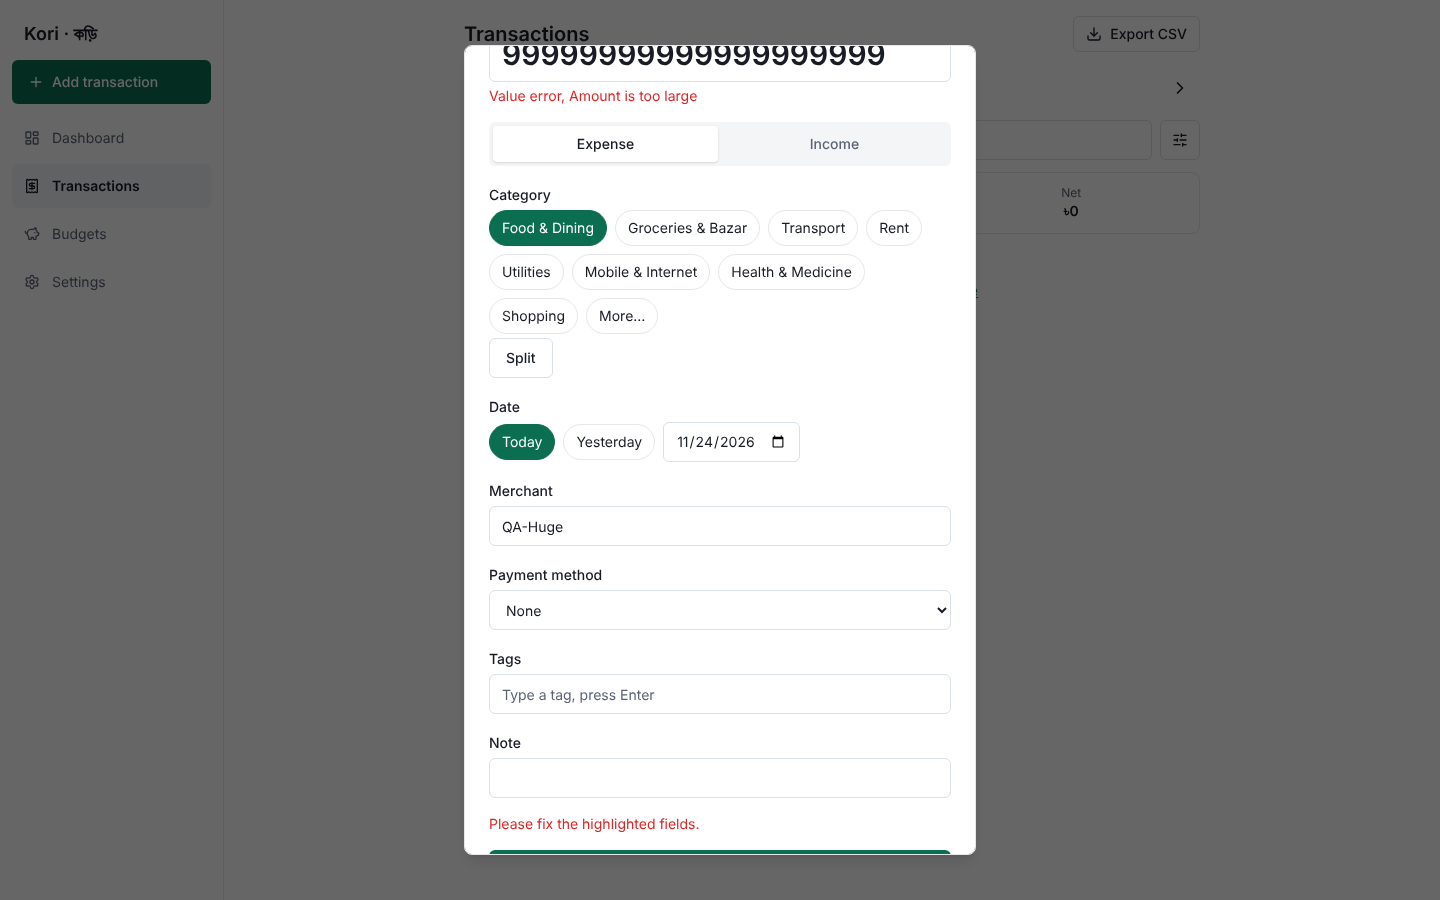 Kori · কড়ি
Add transaction
Dashboard
Transactions
Budgets
Settings
Transactions
Export CSV
Net
৳0
99999999999999999999
Value error, Amount is too large
Expense
Income
Category
Food & Dining
Groceries & Bazar
Transport
Rent
Utilities
Mobile & Internet
Health & Medicine
Shopping
More...
Split
Date
Today
Yesterday
11/24/2026
Merchant
QA-Huge
Payment method
None
Tags
Type a tag, press Enter
Note
Please fix the highlighted fields.